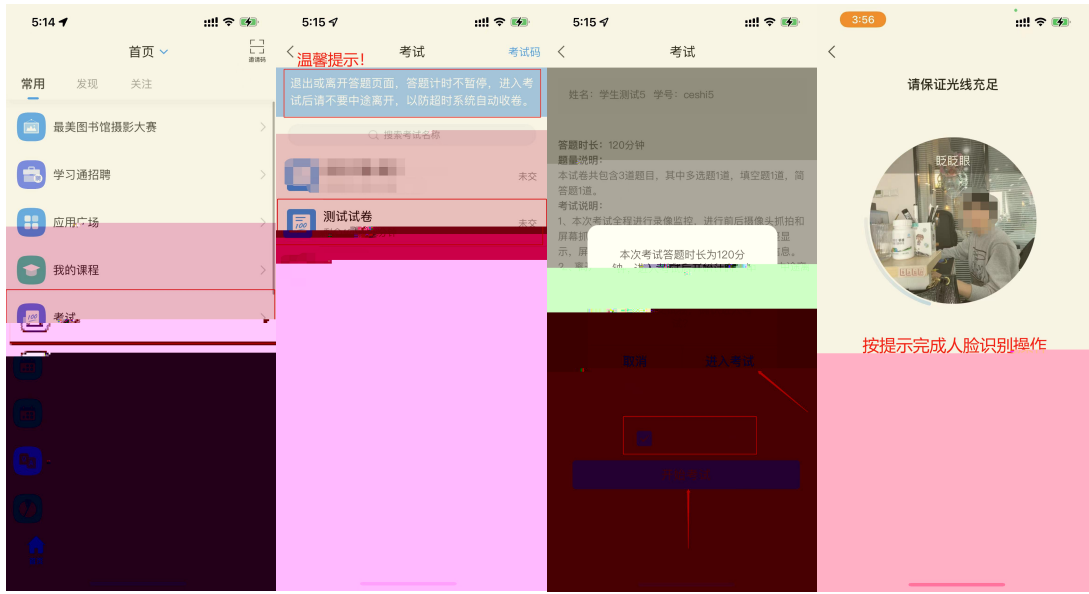 5:14
首页
邀请码
常用
发现
关注
最美图书馆摄影大赛
学习通招聘
应用广场
我的课程
考试
5:15
考试
考试码
温馨提示!
退出或离开答题页面,答题计时不暂停,进入考
试后请不要中途离开,以防超时系统自动收卷。
搜索考试名称
未交
测试试卷
未交
5:15
考试
姓名:学生测试5 学号:ceshi5
答题时长:120分钟
题量说明:
本试卷共包含3道题目,其中多选题1道,填空题1道,简
答题1道。
考试说明:
1、本次考试全程进行录像监控,进行前后摄像头抓拍和
本次考试答题时长为120分
取消
进入考试
3:56
请保证光线充足
眨眨眼
按提示完成人脸识别操作